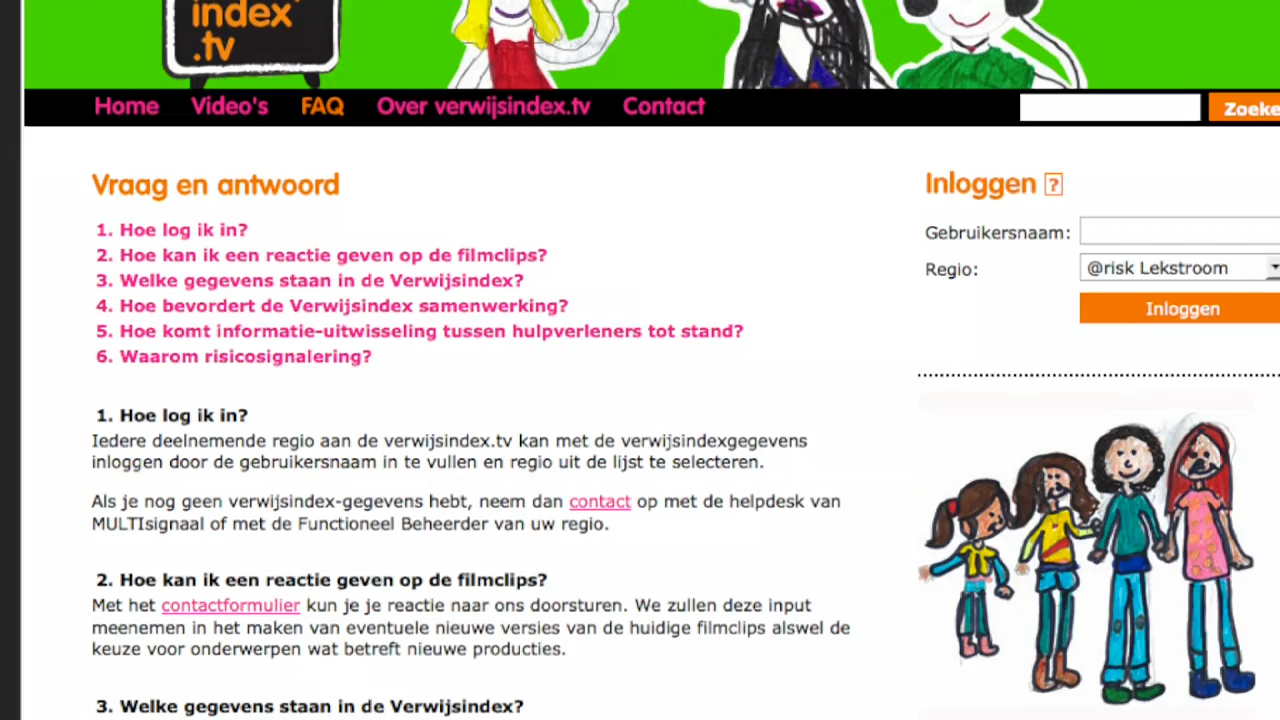 index
.tv
Home Video's FAQ Over verwijsindex.tv Contact
Zoeke
Vraag en antwoord
1. Hoe log ik in?
2. Hoe kan ik een reactie geven op de filmclips?
3. Welke gegevens staan in de Verwijsindex?
4. Hoe bevordert de Verwijsindex samenwerking?
5. Hoe komt informatie-uitwisseling tussen hulpverleners tot stand?
6. Waarom risicosignalering?
Inloggen ?
Gebruikersnaam:
Regio: @risk Lekstroom
Inloggen
1. Hoe log ik in?
Iedere deelnemende regio aan de verwijsindex.tv kan met de verwijsindexgegevens
inloggen door de gebruikersnaam in te vullen en regio uit de lijst te selecteren.
Als je nog geen verwijsindex-gegevens hebt, neem dan contact op met de helpdesk van
MULTIsignaal of met de Functioneel Beheerder van uw regio.
2. Hoe kan ik een reactie geven op de filmclips?
Met het contactformulier kun je je reactie naar ons doorsturen. We zullen deze input
meenemen in het maken van eventuele nieuwe versies van de huidige filmclips alswel de
keuze voor onderwerpen wat betreft nieuwe producties.
3. Welke gegevens staan in de Verwijsindex?